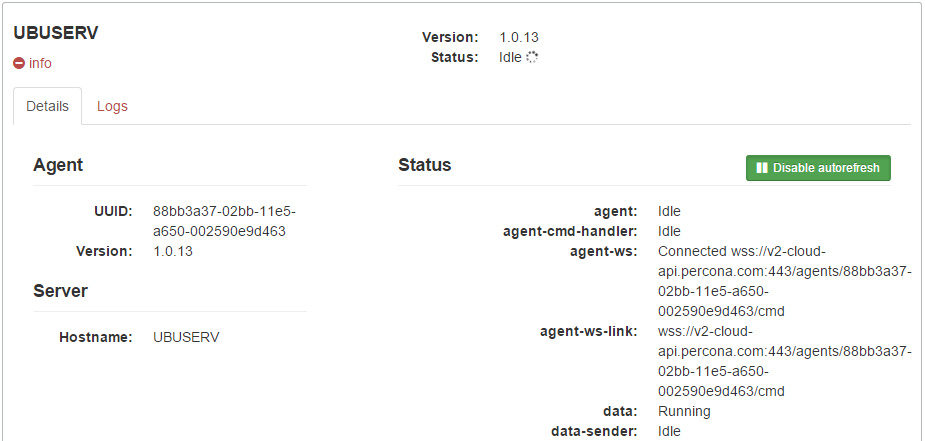 UBUSERV
Version: 1.0.13
info
Status: Idle
Details Logs
Agent
Status
Disable autorefresh
UUID: 88bb3a37-02bb-11e5-
a650-002590e9d463
Version: 1.0.13
Server
Hostname: UBUSERV
agent: Idle
agent-cmd-handler: Idle
agent-ws: Connected wss://v2-cloud-
api.percona.com:443/agents/88bb3a37-
02bb-11e5-a650-
002590e9d463/cmd
agent-ws-link: wss://v2-cloud-
api.percona.com:443/agents/88bb3a37-
02bb-11e5-a650-
002590e9d463/cmd
data: Running
data-sender: Idle